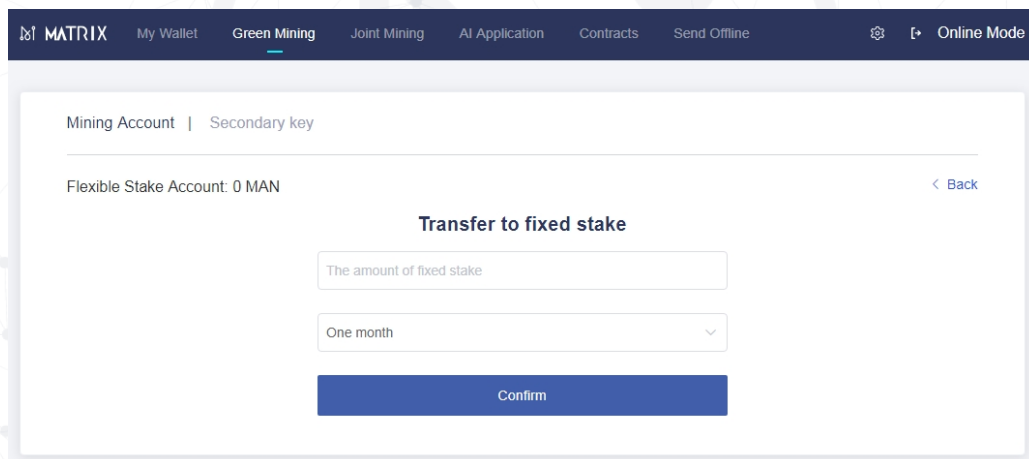 MATRIX My Wallet Green Mining Joint Mining AI Application Contracts Send Offline Online Mode
Mining Account | Secondary key
Flexible Stake Account: 0 MAN < Back
Transfer to fixed stake
The amount of fixed stake
One month
Confirm